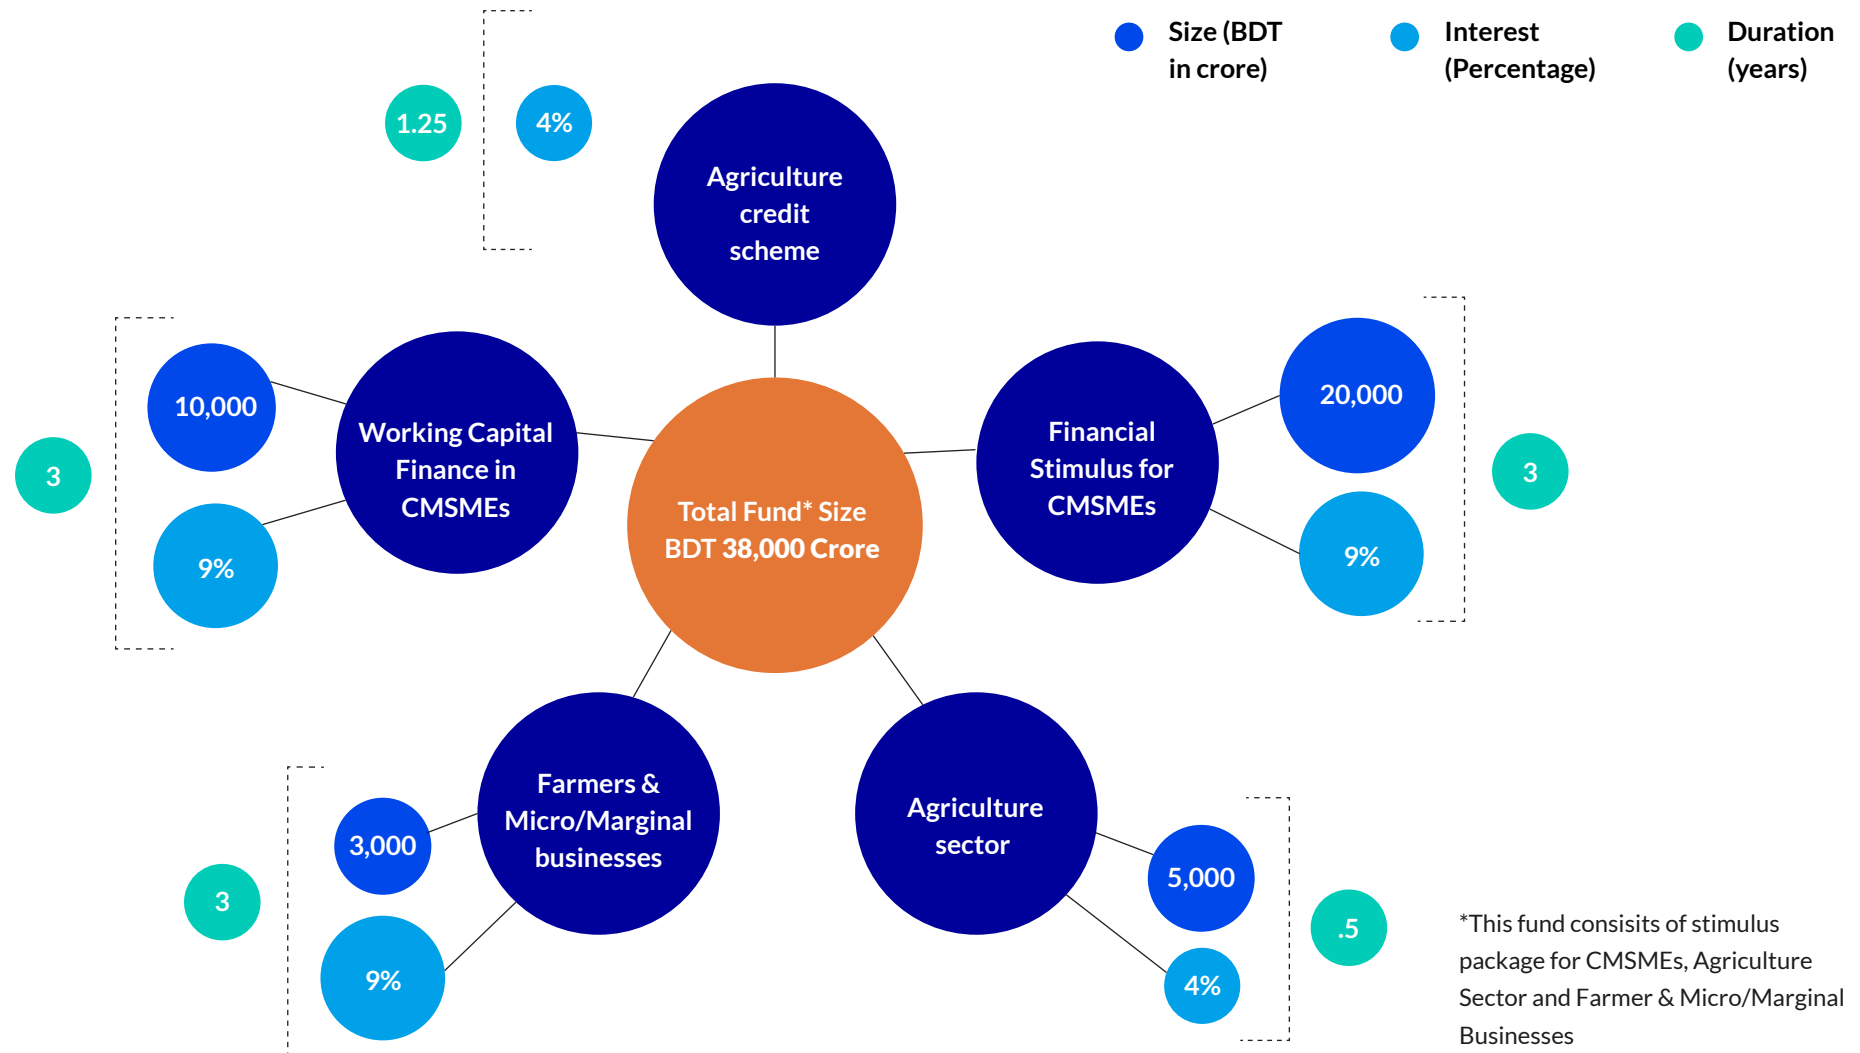 Size (BDT
in crore)
Interest
(Percentage)
Duration
(years)
1.25
4%
Agriculture
credit
scheme
10,000
9%
3
Working Capital
Finance in
CMSMEs
Total Fund* Size
BDT 38,000 Crore
Financial
Stimulus for
CMSMEs
20,000
9%
3
Farmers &
Micro/Marginal
businesses
3,000
9%
3
Agriculture
sector
5,000
4%
.5
*This fund consisits of stimulus
package for CMSMEs, Agriculture
Sector and Farmer & Micro/Marginal
Businesses